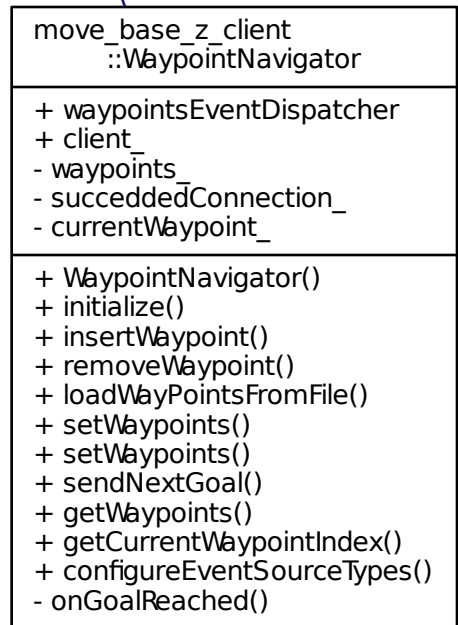 move_base_z_client
::WaypointNavigator
+ waypointsEventDispatcher
+ client_
- waypoints_
- succeddedConnection_
- currentWaypoint_
+ WaypointNavigator()
+ initialize()
+ insertWaypoint()
+ removeWaypoint()
+ loadWayPointsFromFile()
+ setWaypoints()
+ setWaypoints()
+ sendNextGoal()
+ getWaypoints()
+ getCurrentWaypointIndex()
+ configureEventSourceTypes()
- onGoalReached()